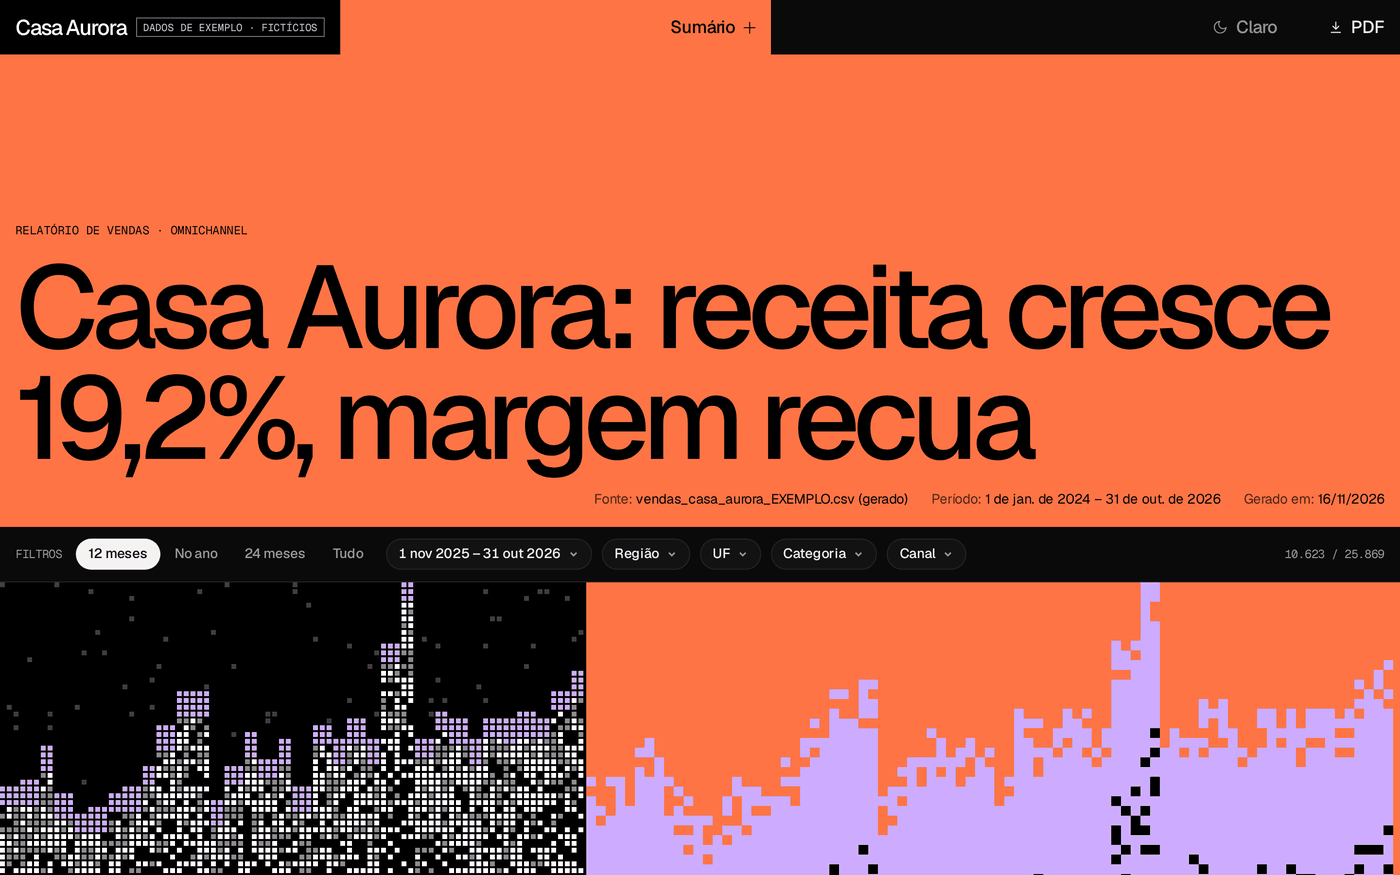 Casa Aurora DADOS DE EXEMPLO · FICTÍCIOS Sumário + Claro PDF
RELATÓRIO DE VENDAS · OMNICHANNEL
Casa Aurora: receita cresce
19,2%, margem recua
Fonte: vendas_casa_aurora_EXEMPLO.csv (gerado) Período: 1 de jan. de 2024 – 31 de out. de 2026 Gerado em: 16/11/2026
FILTROS 12 meses No ano 24 meses Tudo 1 nov 2025 – 31 out 2026 Região UF Categoria Canal 10.623 / 25.869